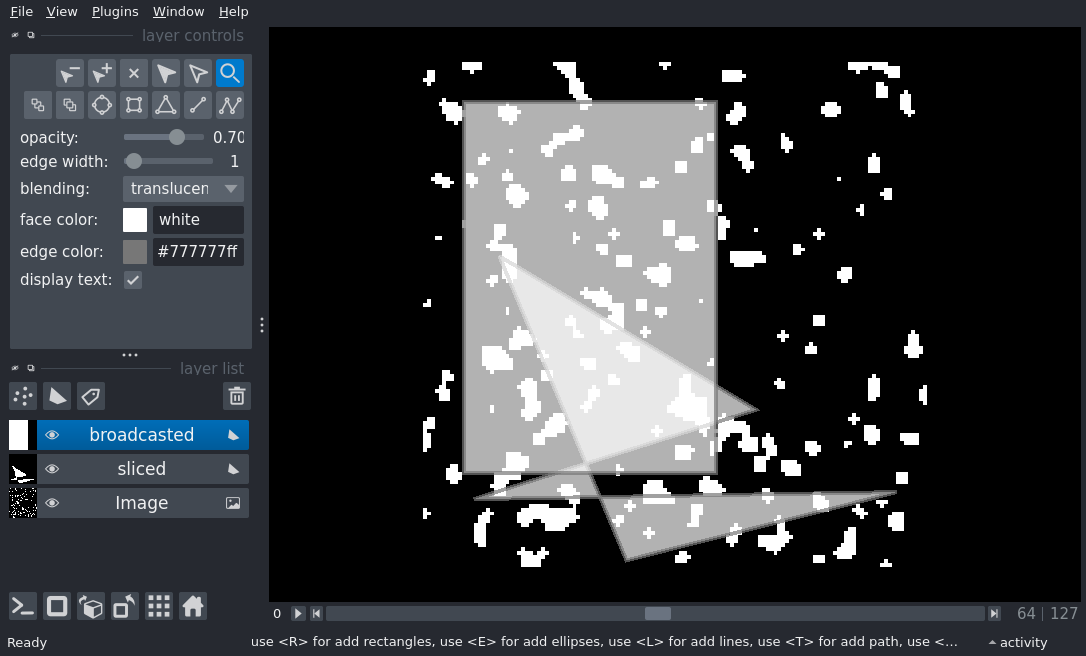 File View Plugins Window Help
layer controls
opacity: 0.70
edge width: 1
blending: translucen
face color: white
edge color: #777777ff
display text:
layer list
broadcasted
sliced
Image
0 64 127
Ready use <R> for add rectangles, use <E> for add ellipses, use <L> for add lines, use <T> for add path, use <... activity